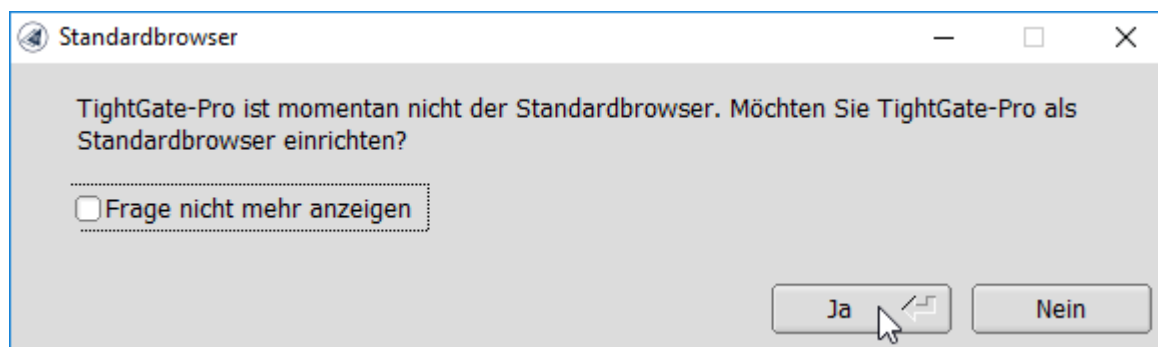 Standardbrowser
TightGate-Pro ist momentan nicht der Standardbrowser. Möchten Sie TightGate-Pro als
Standardbrowser einrichten?
Frage nicht mehr anzeigen
Ja Nein